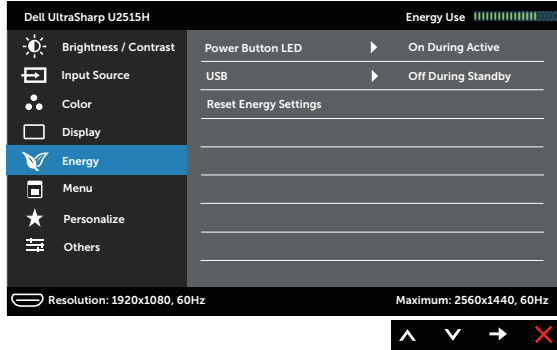 Dell UltraSharp U2515H Energy Use
Brightness / Contrast Power Button LED On During Active
Input Source USB Off During Standby
Color Reset Energy Settings
Display
Energy
Menu
Personalize
Others
Resolution: 1920x1080, 60Hz Maximum: 2560x1440, 60Hz